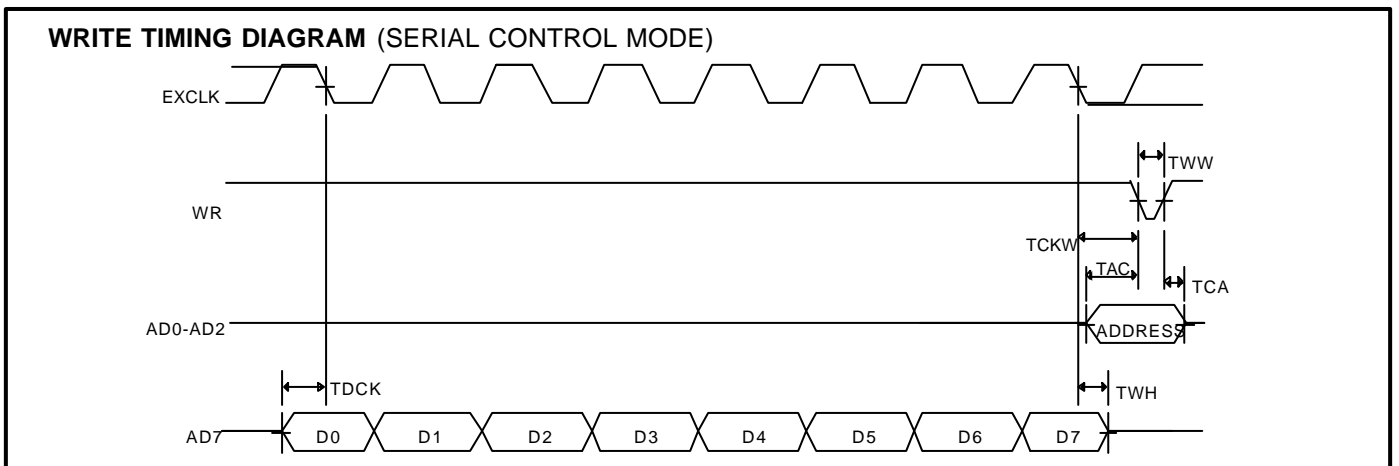 WRITE TIMING DIAGRAM (SERIAL CONTROL MODE)
EXCLK
TWW
WR
TCKW
TAC
TCA
AD0-AD2
ADDRESS
TDCK
TWH
AD7
D0
D1
D2
D3
D4
D5
D6
D7